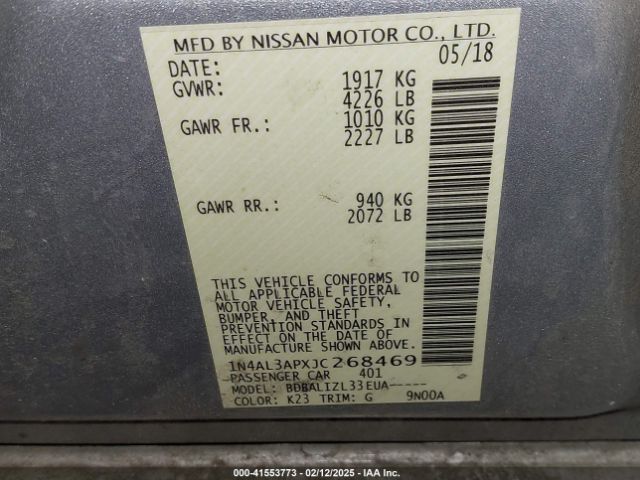 MFD BY NISSAN MOTOR CO., LTD.
DATE: 05/18
GVWR: 1917 KG
4226 LB
GAWR FR.: 1010 KG
2227 LB
GAWR RR.: 940 KG
2072 LB
THIS VEHICLE CONFORMS TO
ALL APPLICABLE FEDERAL
MOTOR VEHICLE SAFETY,
BUMPER, AND THEFT
PREVENTION STANDARDS IN
EFFECT ON THE DATE OF
MANUFACTURE SHOWN ABOVE.
1N4AL3APXJC268469
PASSENGER CAR 401
MODEL: BDBALIZL33EUA-----
COLOR: K23 TRIM: G 9N00A
000-41553773 - 02/12/2025 - IAA Inc.